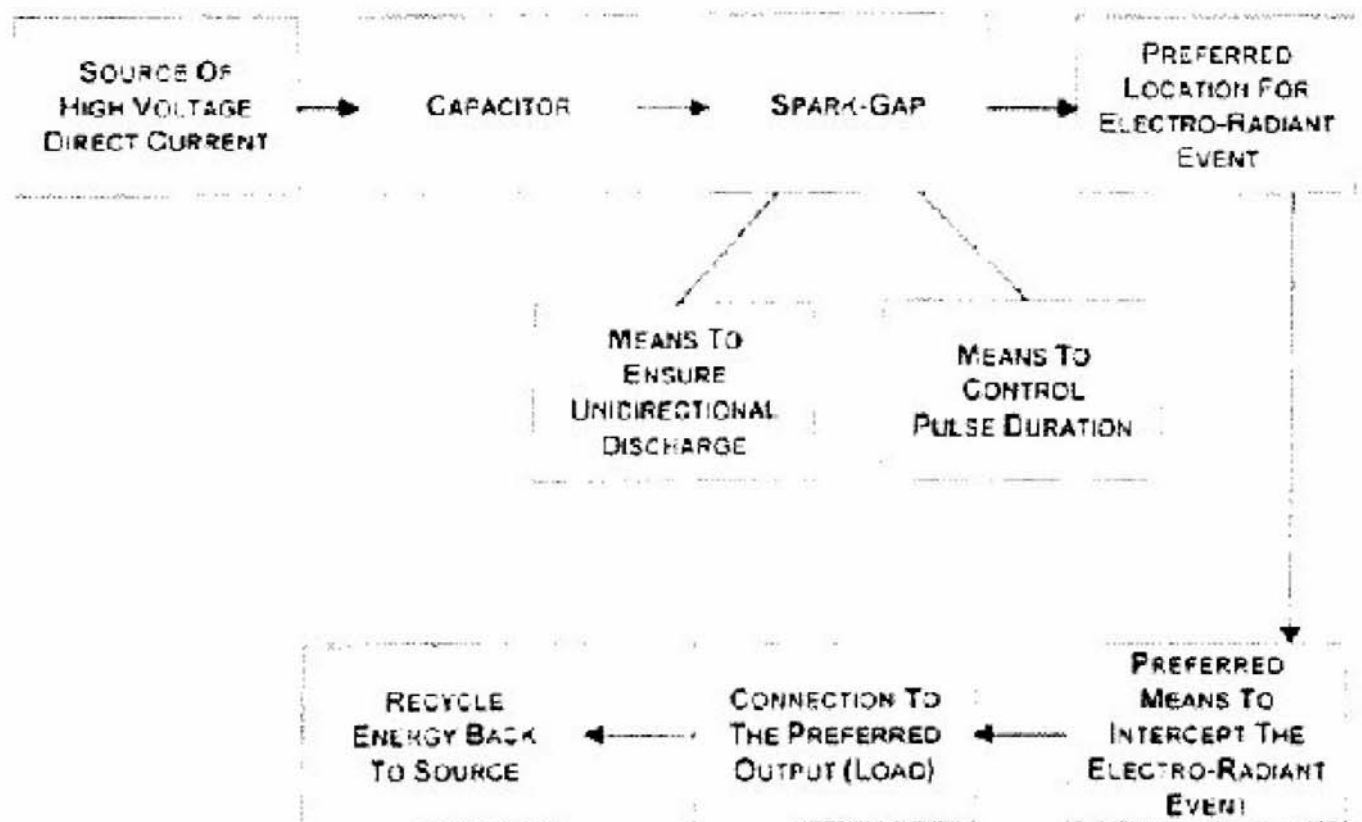 SOURCE OF
HIGH VOLTAGE
DIRECT CURRENT
CAPACITOR
SPARK-GAP
PREFERRED
LOCATION FOR
ELECTRO-RADIANT
EVENT
MEANS TO
ENSURE
UNIDIRECTIONAL
DISCHARGE
MEANS TO
CONTROL
PULSE DURATION
RECYCLE
ENERGY BACK
TO SOURCE
CONNECTION TO
THE PREFERRED
OUTPUT (LOAD)
PREFERRED
MEANS TO
INTERCEPT THE
ELECTRO-RADIANT
EVENT